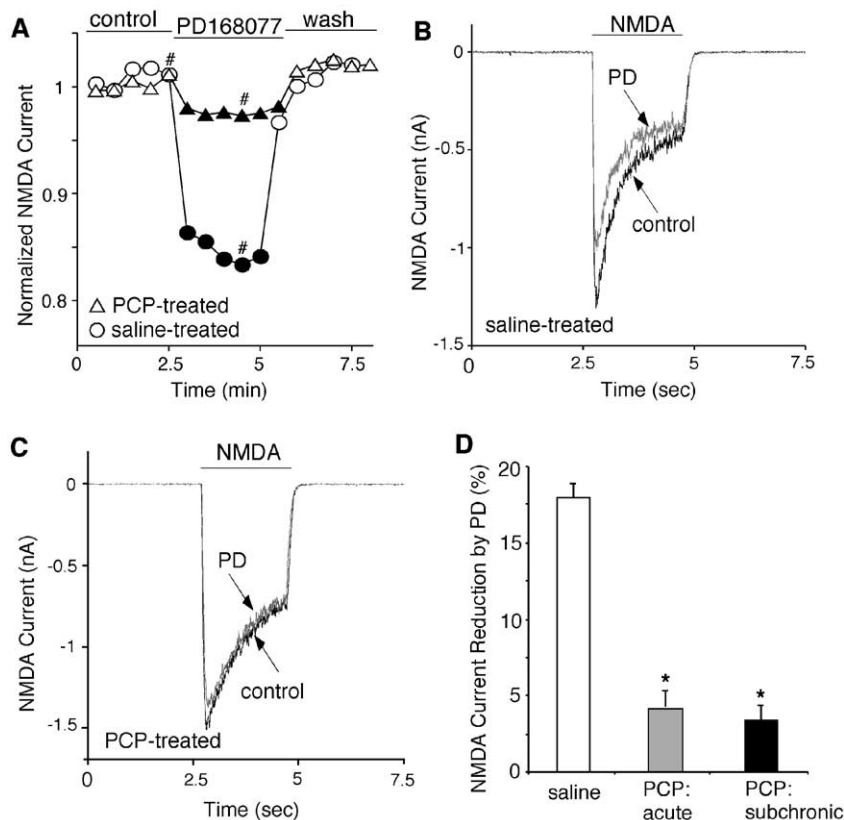 A
control
PD168077
wash
#
#
#
1
0.9
0.8
Normalized NMDA Current
PCP-treated
saline-treated
0
2.5
5
7.5
Time (min)
B
NMDA
0
-0.5
-1
-1.5
NMDA Current (nA)
PD
control
saline-treated
0
2.5
5
7.5
Time (sec)
C
NMDA
0
-0.5
-1
-1.5
NMDA Current (nA)
PD
control
PCP-treated
0
2.5
5
7.5
Time (sec)
D
20
15
10
5
0
NMDA Current Reduction by PD (%)
*
*
saline
PCP:
acute
PCP:
subchronic